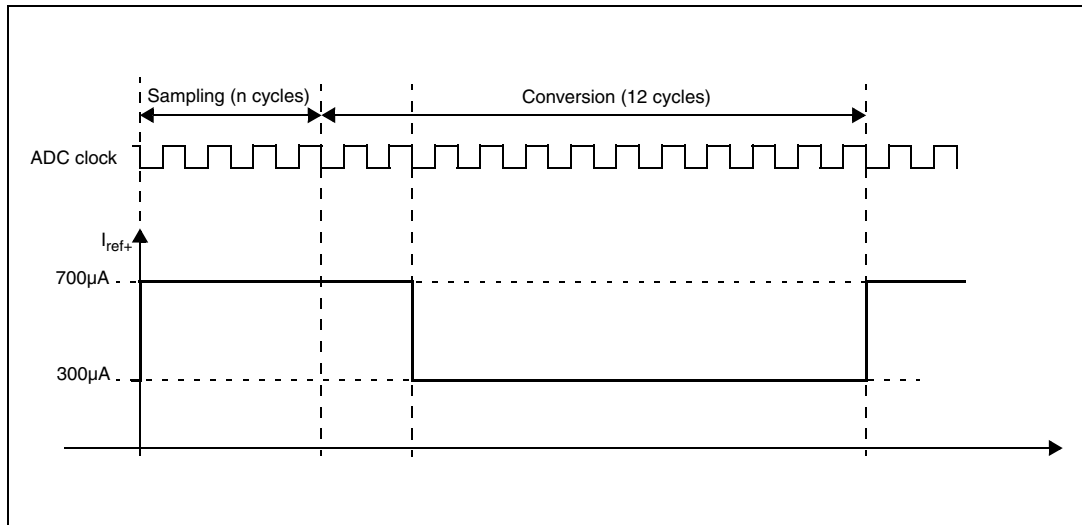 Sampling (n cycles)
Conversion (12 cycles)
ADC clock
Iref+
700µA
300µA